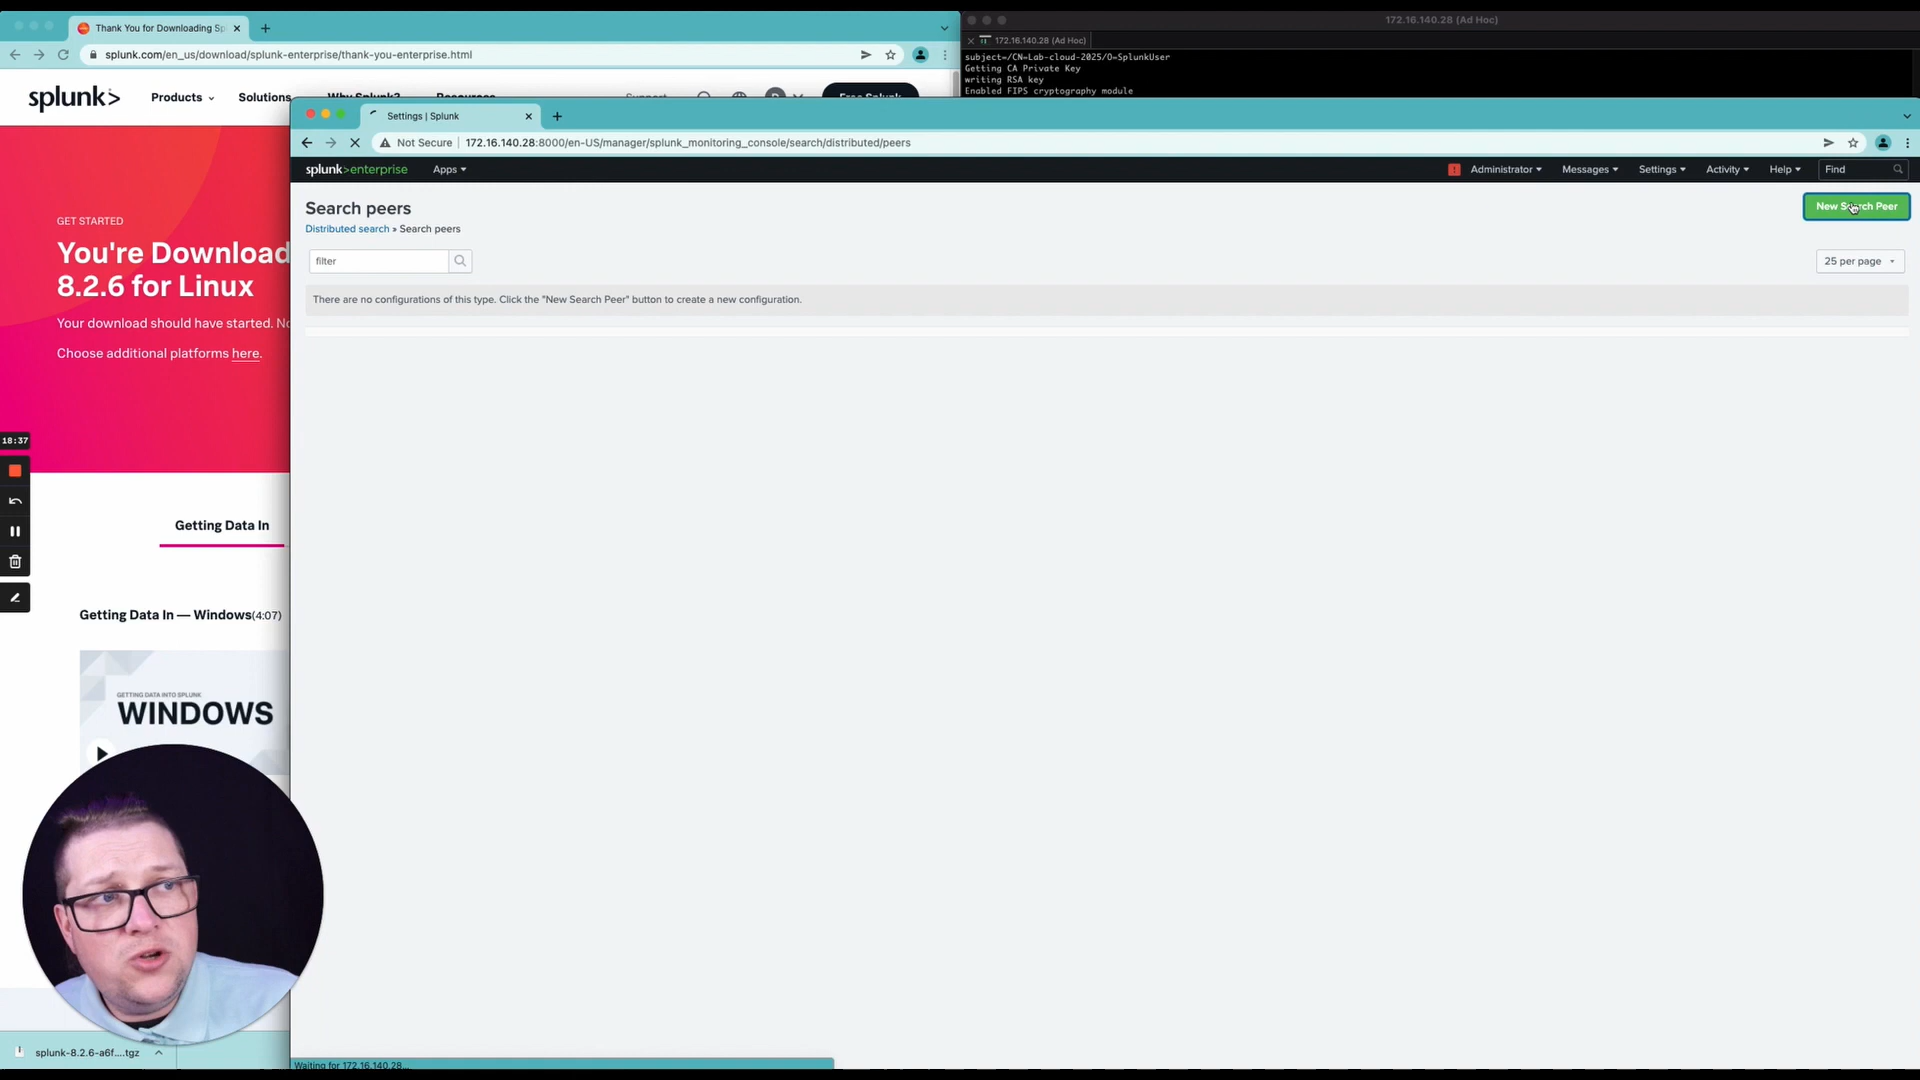 Thank You for Downloading Sp
splunk.com/en_us/download/splunk-enterprise/thank-you-enterprise.html
splunk>
Products
Solutions
Why Splunk?
Resources
Support
Free Splunk
GET STARTED
You're Download
8.2.6 for Linux
Your download should have started. No
Choose additional platforms here.
18:37
Getting Data In
Getting Data In — Windows(4:07)
GETTING DATA INTO SPLUNK
WINDOWS
splunk-8.2.6-a6f....tgz
172.16.140.28 (Ad Hoc)
172.16.140.28 (Ad Hoc)
subject=/CN=Lab-cloud-2025/O=SplunkUser
Getting CA Private Key
writing RSA key
Enabled FIPS cryptography module
Settings | Splunk
Not Secure
172.16.140.28:8000/en-US/manager/splunk_monitoring_console/search/distributed/peers
splunk>enterprise
Apps
Administrator
Messages
Settings
Activity
Help
Find
Search peers
New Search Peer
Distributed search » Search peers
filter
25 per page
There are no configurations of this type. Click the "New Search Peer" button to create a new configuration.
Waiting for 172.16.140.28...